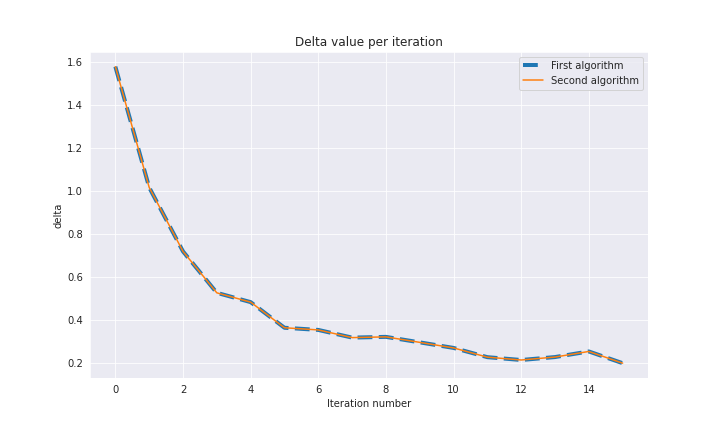 Delta value per iteration
First algorithm
Second algorithm
1.6
1.4
1.2
1.0
0.8
0.6
0.4
0.2
delta
0 2 4 6 8 10 12 14
Iteration number